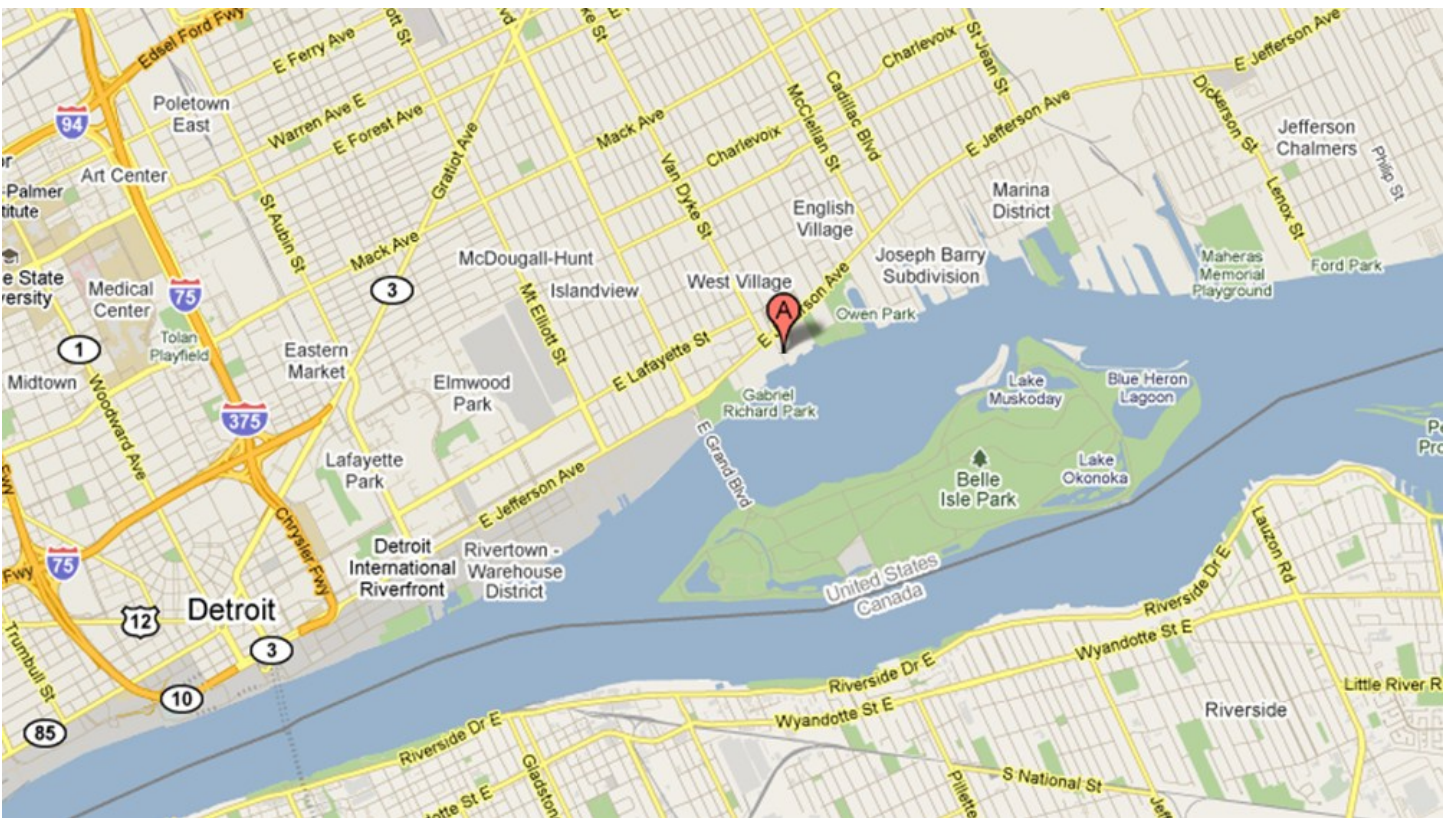 Edsel Ford Fwy
E Ferry Ave
Poletown
East
94
Warren Ave E
E Forest Ave
Art Center
Palmer
titute
Gratiot Ave
St Aubin St
Mack Ave
Mack Ave
Van Dyke St
Charlevoix
Charlevoix
McClellan St
Cadillac Blvd
St Jean St
E Jefferson Ave
E Jefferson Ave
Dickerson St
Jefferson
Chalmers
Philip St
Lenox St
Marina
District
English
Village
Joseph Barry
Subdivision
Maheras
Memorial
Playground
Ford Park
e State
versity
Medical
Center
75
3
McDougall-Hunt
Islandview
Mt Elliott St
West Village
A
Owen Park
1
Tolan
Playfield
Midtown
Woodward Ave
Eastern
Market
Elmwood
Park
E Lafayette St
Gabriel
Richard Park
Lake
Muskoday
Blue Heron
Lagoon
375
Lafayette
Park
E Jefferson Ave
E Grand Blvd
Belle
Isle Park
Lake
Okonoka
Chrysler Fwy
Detroit
International
Riverfront
Rivertown -
Warehouse
District
United States
Canada
Fwy
75
12
Detroit
3
10
85
Trumbull St
Riverside Dr E
Lauzon Rd
Wyandotte St E
Riverside Dr E
Wyandotte St E
Riverside Dr E
Riverside
Little River R
Gladston
otte St E
Pillette
S National St
Jef